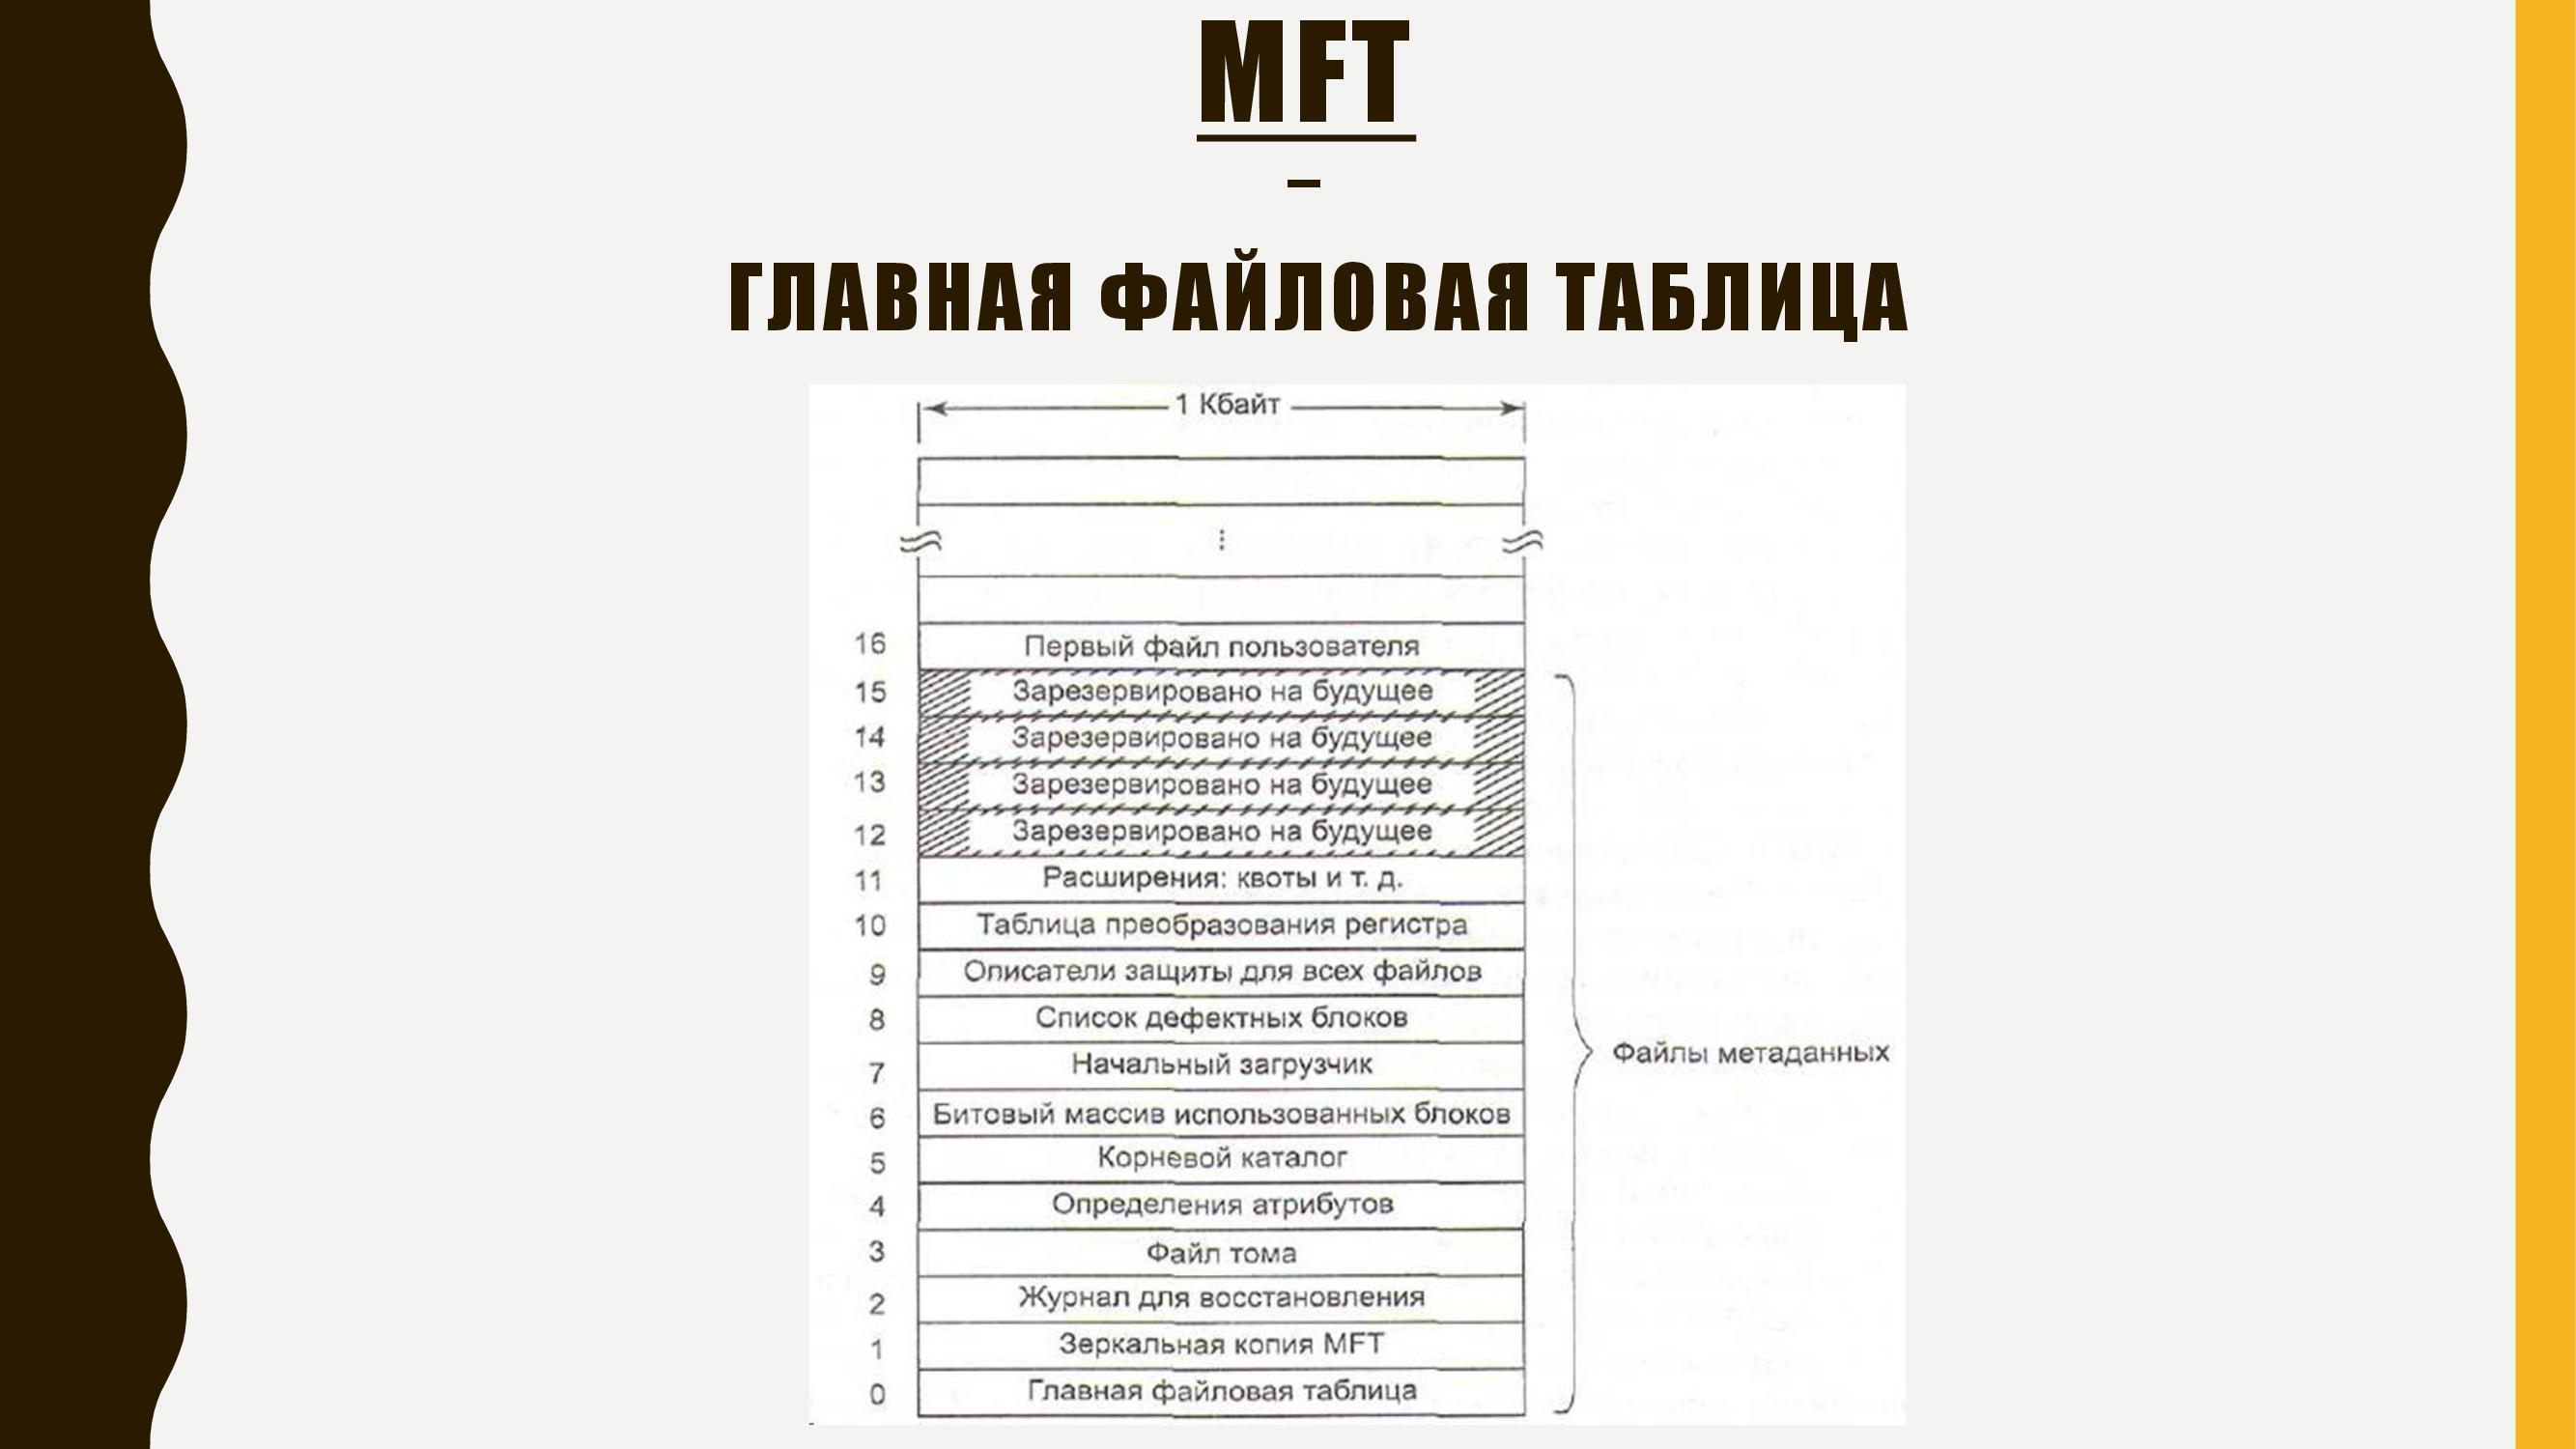 MFT
–
ГЛАВНАЯ ФАЙЛОВАЯ ТАБЛИЦА
1 Кбайт
16 Первый файл пользователя
15 Зарезервировано на будущее
14 Зарезервировано на будущее
13 Зарезервировано на будущее
12 Зарезервировано на будущее
11 Расширения: квоты и т. д.
10 Таблица преобразования регистра
9 Описатели защиты для всех файлов
8 Список дефектных блоков
Файлы метаданных
7 Начальный загрузчик
6 Битовый массив использованных блоков
5 Корневой каталог
4 Определения атрибутов
3 Файл тома
2 Журнал для восстановления
1 Зеркальная копия MFT
0 Главная файловая таблица